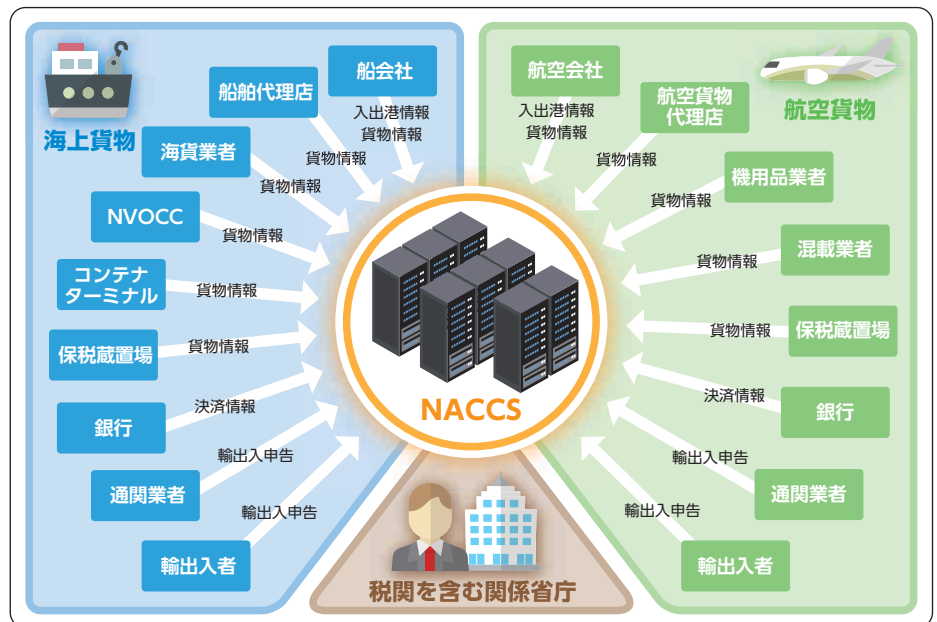 海上貨物
船会社
入出港情報
貨物情報
船舶代理店
貨物情報
海貨業者
貨物情報
NVOCC
貨物情報
コンテナ
ターミナル
貨物情報
保税蔵置場
貨物情報
銀行
決済情報
通関業者
輸出入申告
輸出入者
輸出入申告
航空貨物
航空会社
入出港情報
貨物情報
航空貨物
代理店
貨物情報
機用品業者
貨物情報
混載業者
貨物情報
保税蔵置場
貨物情報
銀行
決済情報
通関業者
輸出入申告
輸出入者
輸出入申告
NACCS
税関を含む関係省庁